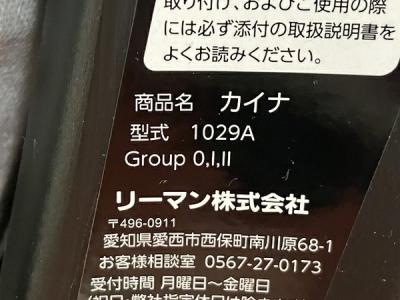 取り付け、およびご使用の際
には必ず添付の取扱説明書を
よくお読みください。
商品名 カイナ
型式 1029A
Group 0,I,II
リーマン株式会社
〒496-0911
愛知県愛西市西保町南川原68-1
お客様相談室 0567-27-0173
受付時間 月曜日〜金曜日